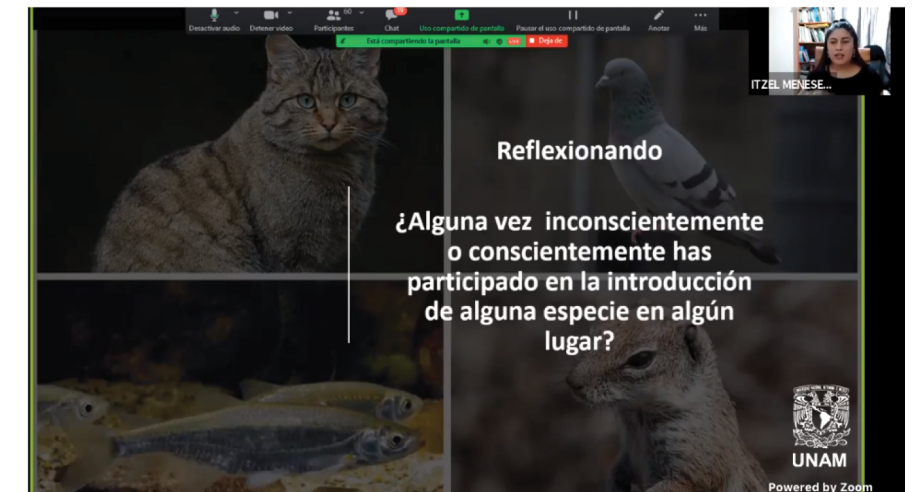 Desactivar audio Detener video Participantes 60 Chat Uso compartido de pantalla Pausar el uso compartido de pantalla Anotar Más
Está compartiendo la pantalla LIVE Deja de
ITZEL MENESE...
Reflexionando
¿Alguna vez inconscientemente
o conscientemente has
participado en la introducción
de alguna especie en algún
lugar?
UNAM
Powered by Zoom